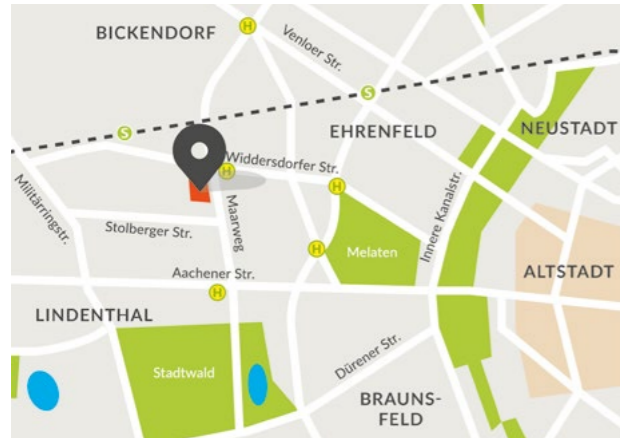 BICKENDORF
H
Venloer Str.
S
S
EHRENFELD
NEUSTADT
Widdersdorfer Str.
H
H
Militärringstr.
Stolberger Str.
Maarweg
Innere Kanalstr.
Melaten
H
Aachener Str.
H
ALTSTADT
LINDENTHAL
Stadtwald
Dürener Str.
BRAUNS-
FELD